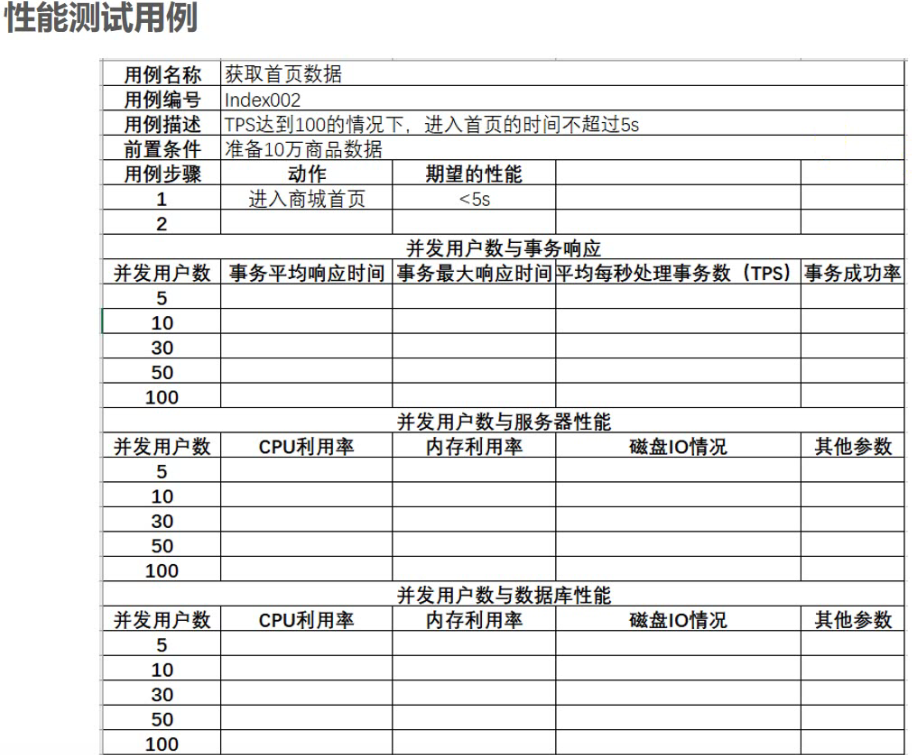 性能测试用例
用例名称 获取首页数据
用例编号 Index002
用例描述 TPS达到100的情况下，进入首页的时间不超过5s
前置条件 准备10万商品数据
用例步骤 动作 期望的性能
1 进入商城首页 <5s
2
并发用户数与事务响应
并发用户数 事务平均响应时间 事务最大响应时间 平均每秒处理事务数（TPS） 事务成功率
5
10
30
50
100
并发用户数与服务器性能
并发用户数 CPU利用率 内存利用率 磁盘IO情况 其他参数
5
10
30
50
100
并发用户数与数据库性能
并发用户数 CPU利用率 内存利用率 磁盘IO情况 其他参数
5
10
30
50
100